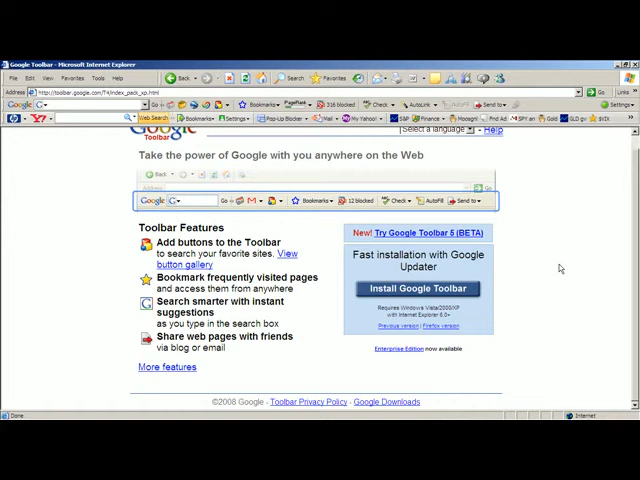 Google Toolbar - Microsoft Internet Explorer
File Edit View Favorites Tools Help Back Search Favorites
Address http://toolbar.google.com/T4/index_pack_xp.html Go Links
Google Go Bookmarks PageRank 316 blocked Check AutoLink AutoFill Send to Settings
Web Search Bookmarks Settings Pop-Up Blocker Mail My Yahoo! S&P Finance
Google Select a language Help
Toolbar
Take the power of Google with you anywhere on the Web
Back
Address Go
Google Go Bookmarks 12 blocked Check AutoFill Send to
Toolbar Features
Add buttons to the Toolbar
to search your favorite sites. View
button gallery
Bookmark frequently visited pages
and access them from anywhere
Search smarter with instant
suggestions
as you type in the search box
Share web pages with friends
via blog or email
More features
New! Try Google Toolbar 5 (BETA)
Fast installation with Google
Updater
Install Google Toolbar
Requires Windows Vista/2000/XP
with Internet Explorer 6.0+
Previous version | Firefox version
Enterprise Edition now available
©2008 Google - Toolbar Privacy Policy - Google Downloads
Done Internet